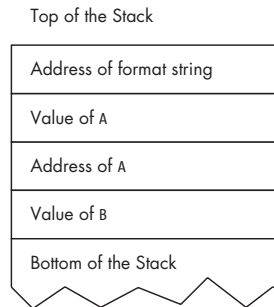 Top of the Stack
Address of format string
Value of A
Address of A
Value of B
Bottom of the Stack